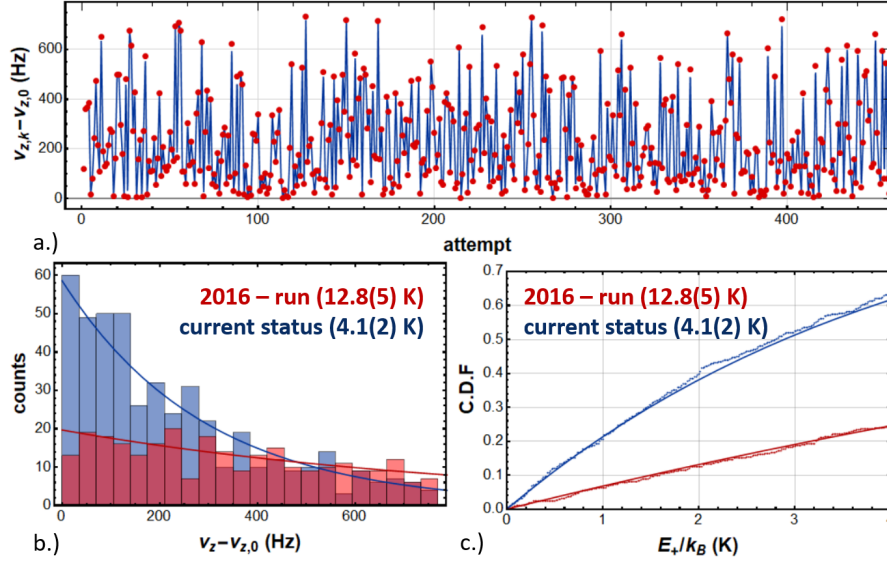 600
400
200
0
ν_{z,k}−ν_{z,0} (Hz)
0 100 200 300 400
attempt
a.)
60
50
40
30
20
10
0
counts
2016 – run (12.8(5) K)
current status (4.1(2) K)
0 200 400 600
ν_z−ν_{z,0} (Hz)
b.)
0.7
0.6
0.5
0.4
0.3
0.2
0.1
0.0
C.D.F
2016 – run (12.8(5) K)
current status (4.1(2) K)
0 1 2 3
E_+/k_B (K)
c.)